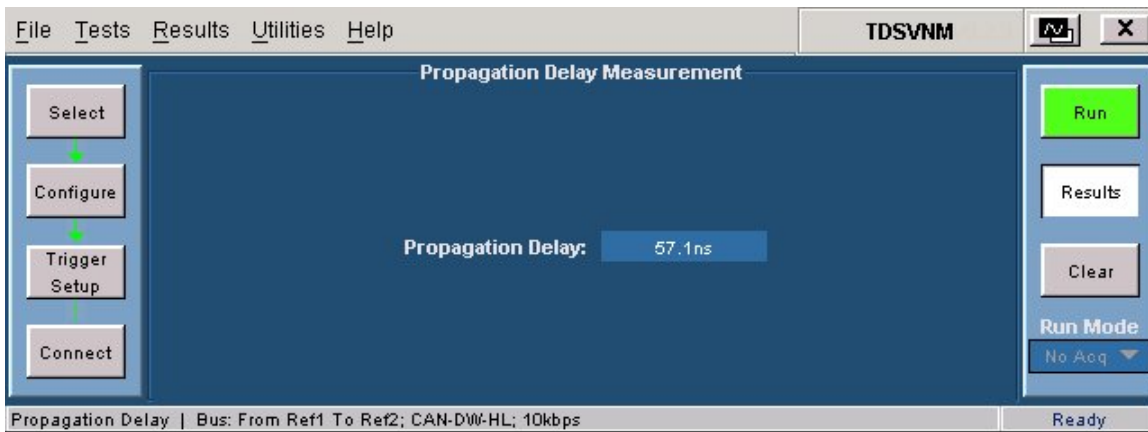 File Tests Results Utilities Help TDSVNM X
Propagation Delay Measurement
Select
Configure
Trigger
Setup
Connect
Propagation Delay: 57.1ns
Run
Results
Clear
Run Mode
No Acq
Propagation Delay | Bus: From Ref1 To Ref2; CAN-DW-HL; 10kbps Ready